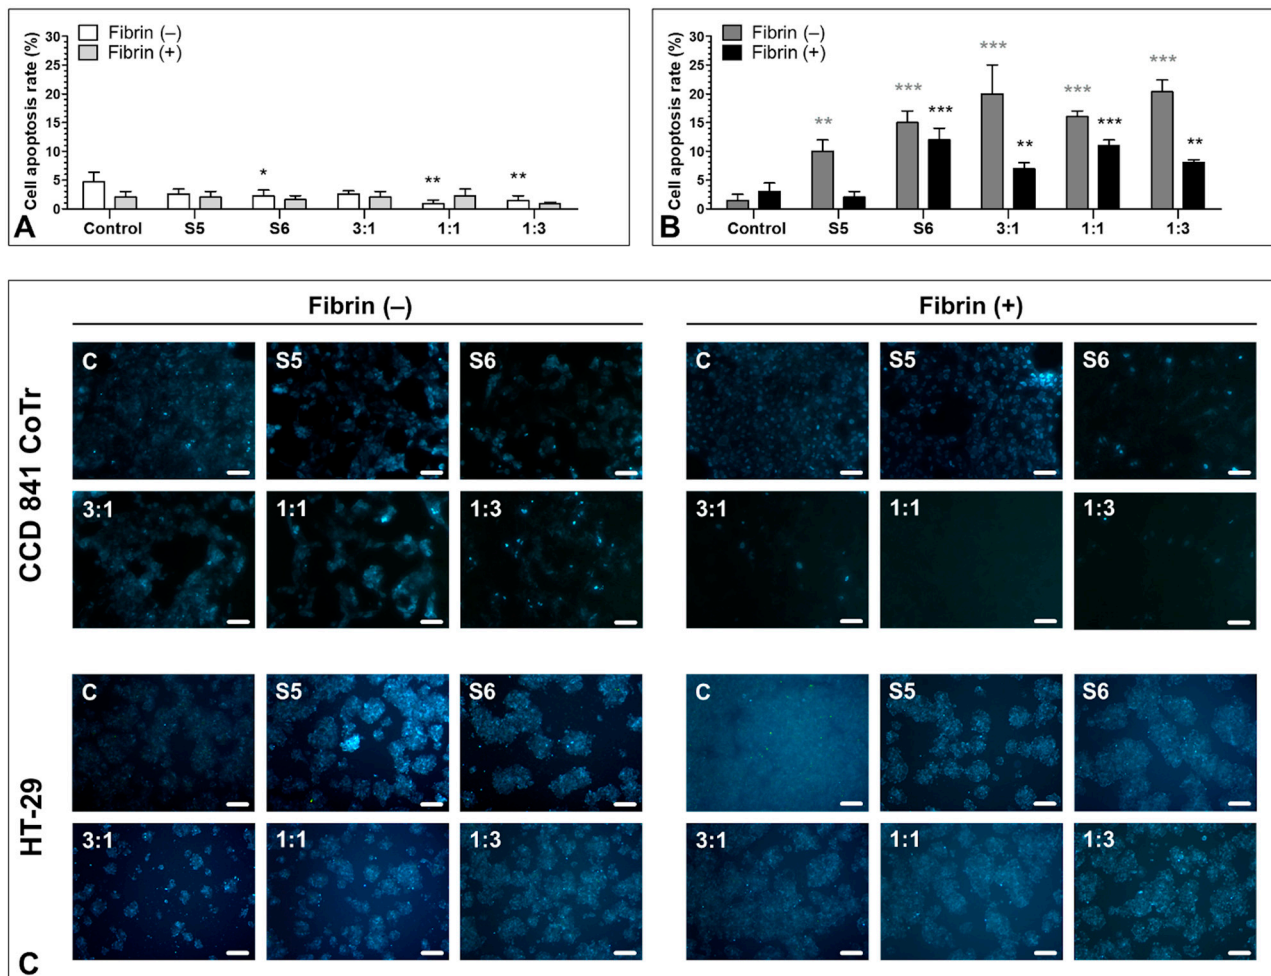 Fibrin (–)
Fibrin (+)
Cell apoptosis rate (%)
30
25
20
15
10
5
0
*
**
**
Control
S5
S6
3:1
1:1
1:3
A
Fibrin (–)
Fibrin (+)
Cell apoptosis rate (%)
30
25
20
15
10
5
0
**
***
***
***
**
***
***
***
**
Control
S5
S6
3:1
1:1
1:3
B
Fibrin (–)
Fibrin (+)
CCD 841 CoTr
C
S5
S6
C
S5
S6
3:1
1:1
1:3
3:1
1:1
1:3
HT-29
C
S5
S6
C
S5
S6
3:1
1:1
1:3
3:1
1:1
1:3
C